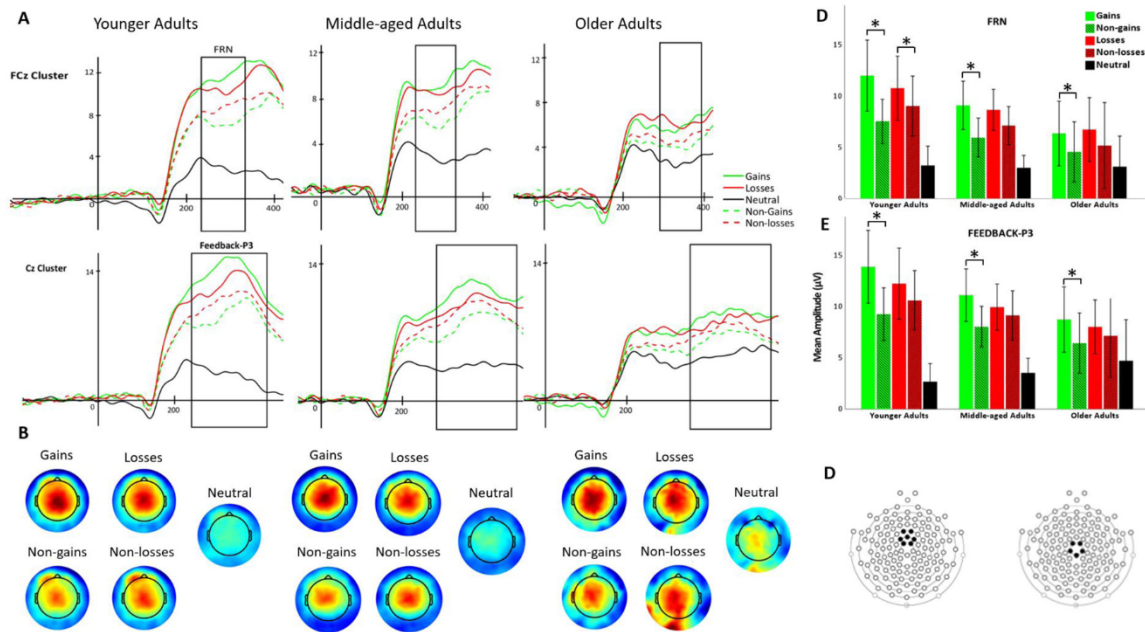 A
Younger Adults
Middle-aged Adults
Older Adults
FCz Cluster
FRN
12
8
4
0
200
400
11
8
4
0
200
400
12
8
4
0
200
400
Gains
Losses
Neutral
Non-Gains
Non-losses
Cz Cluster
Feedback-P3
14
0
200
14
0
200
14
0
200
B
Gains
Losses
Neutral
Non-gains
Non-losses
Gains
Losses
Neutral
Non-gains
Non-losses
Gains
Losses
Neutral
Non-gains
Non-losses
D
FRN
Gains
Non-gains
Losses
Non-losses
Neutral
15
10
5
0
*
*
*
*
Younger Adults
Middle-aged Adults
Older Adults
E
FEEDBACK-P3
Mean Amplitude (µV)
15
10
5
0
*
*
*
Younger Adults
Middle-aged Adults
Older Adults
D